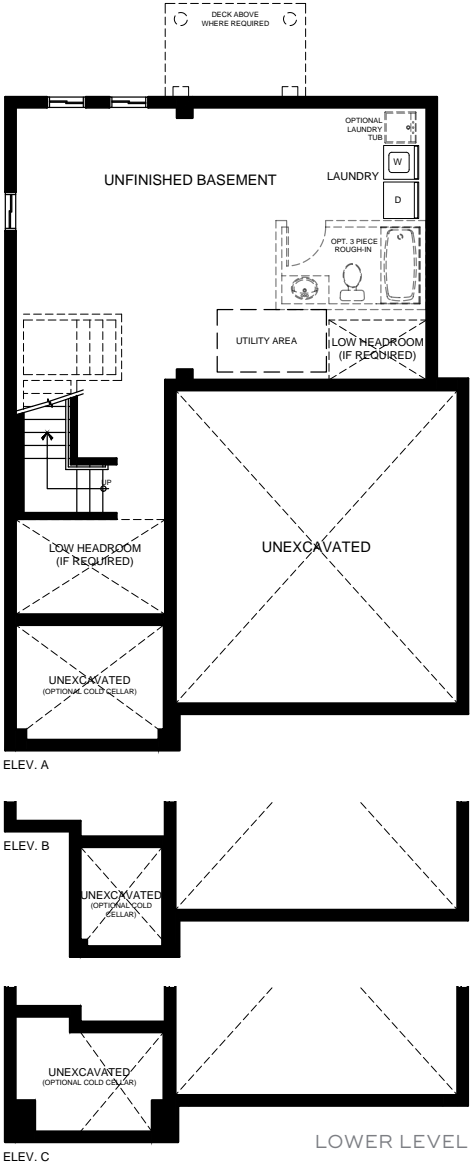 DECK ABOVE
WHERE REQUIRED
OPTIONAL
LAUNDRY
TUB
W
LAUNDRY
UNFINISHED BASEMENT
D
OPT. 3 PIECE
ROUGH-IN
UTILITY AREA
LOW HEADROOM
(IF REQUIRED)
UP
LOW HEADROOM
(IF REQUIRED)
UNEXCAVATED
UNEXCAVATED
(OPTIONAL COLD CELLAR)
ELEV. A
ELEV. B
UNEXCAVATED
(OPTIONAL COLD
CELLAR)
UNEXCAVATED
(OPTIONAL COLD CELLAR)
LOWER LEVEL
ELEV. C